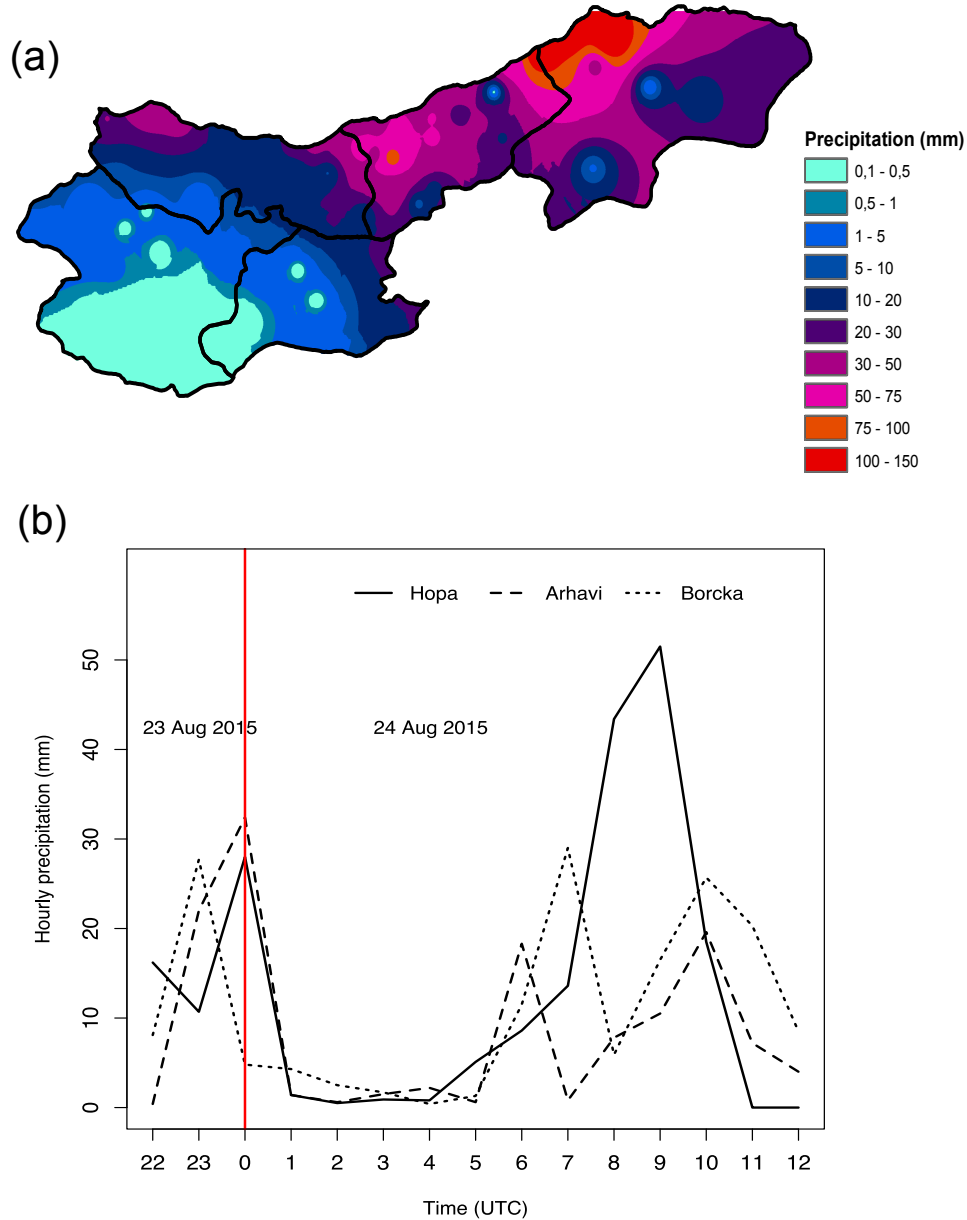 (a)
Precipitation (mm)
0,1 - 0,5
0,5 - 1
1 - 5
5 - 10
10 - 20
20 - 30
30 - 50
50 - 75
75 - 100
100 - 150
(b)
Hopa Arhavi Borcka
50
23 Aug 2015 24 Aug 2015
40
30
20
10
0
Hourly precipitation (mm)
22 23 0 1 2 3 4 5 6 7 8 9 10 11 12
Time (UTC)